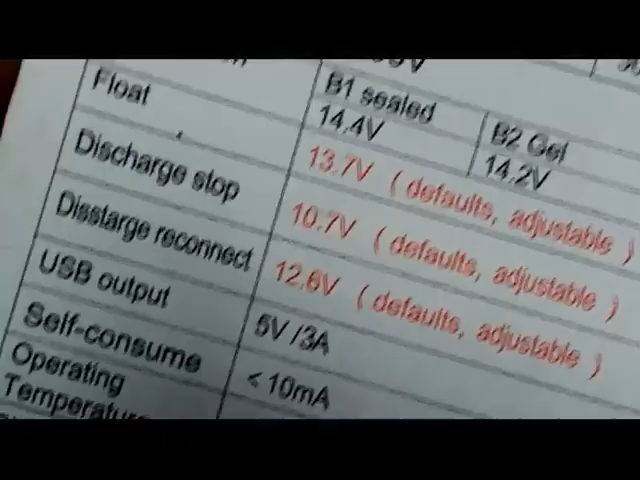 B1 sealed
B2 Gel
14.4V
14.2V
Float
13.7V ( defaults, adjustable )
Discharge stop
10.7V ( defaults, adjustable )
Disstarge reconnect
12.6V ( defaults, adjustable )
USB output
5V /3A
Self-consume
< 10mA
Operating
Temperature